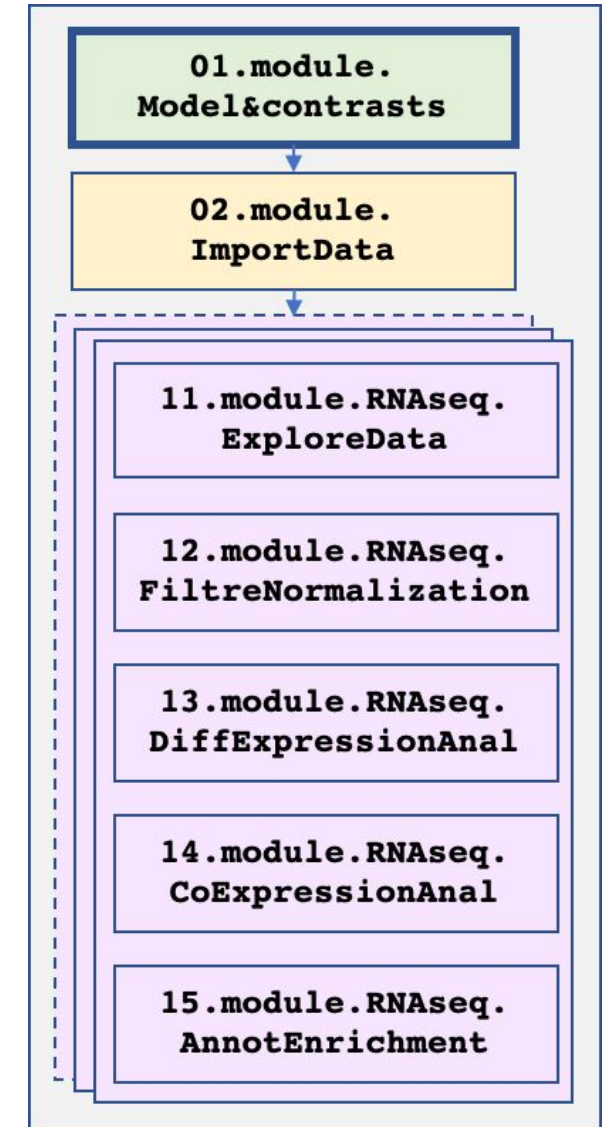 01.module.
Model&contrasts
02.module.
ImportData
11.module.RNAseq.
ExploreData
12.module.RNAseq.
FiltreNormalization
13.module.RNAseq.
DiffExpressionAnal
14.module.RNAseq.
CoExpressionAnal
15.module.RNAseq.
AnnotEnrichment